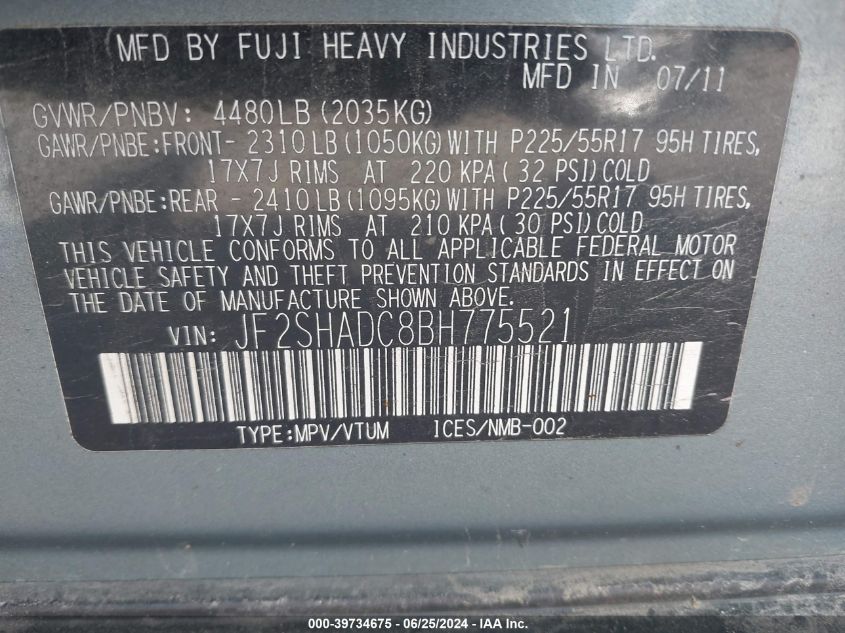 MFD BY FUJI HEAVY INDUSTRIES LTD.
MFD IN 07/11
GVWR/PNBV: 4480LB(2035KG)
GAWR/PNBE:FRONT- 2310LB(1050KG)WITH P225/55R17 95H TIRES,
17X7J RIMS AT 220 KPA(32 PSI)COLD
GAWR/PNBE:REAR - 2410LB(1095KG)WITH P225/55R17 95H TIRES,
17X7J RIMS AT 210 KPA(30 PSI)COLD
THIS VEHICLE CONFORMS TO ALL APPLICABLE FEDERAL MOTOR
VEHICLE SAFETY AND THEFT PREVENTION STANDARDS IN EFFECT ON
THE DATE OF MANUFACTURE SHOWN ABOVE.
VIN: JF2SHADC8BH775521
TYPE:MPV/VTUM ICES/NMB-002
000-39734675 - 06/25/2024 - IAA Inc.